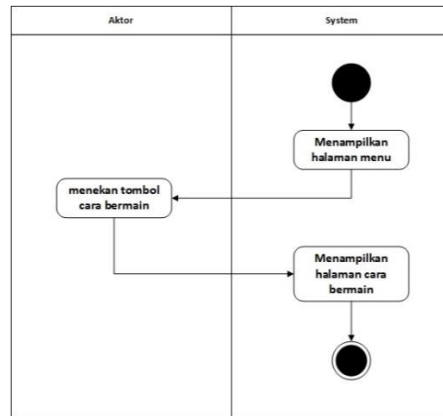 Aktor
System
Menampilkan
halaman menu
menekan tombol
cara bermain
Menampilkan
halaman cara
bermain